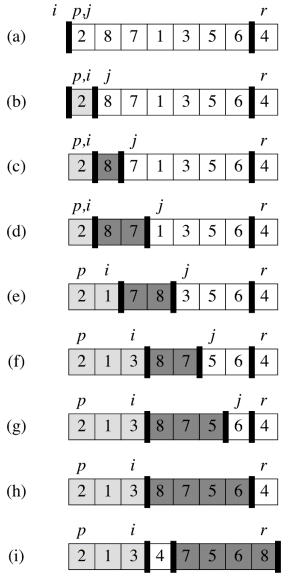 i p,j r
(a) 2 8 7 1 3 5 6 4
p,i j r
(b) 2 8 7 1 3 5 6 4
p,i j r
(c) 2 8 7 1 3 5 6 4
p,i j r
(d) 2 8 7 1 3 5 6 4
p i j r
(e) 2 1 7 8 3 5 6 4
p i j r
(f) 2 1 3 8 7 5 6 4
p i j r
(g) 2 1 3 8 7 5 6 4
p i r
(h) 2 1 3 8 7 5 6 4
p i r
(i) 2 1 3 4 7 5 6 8